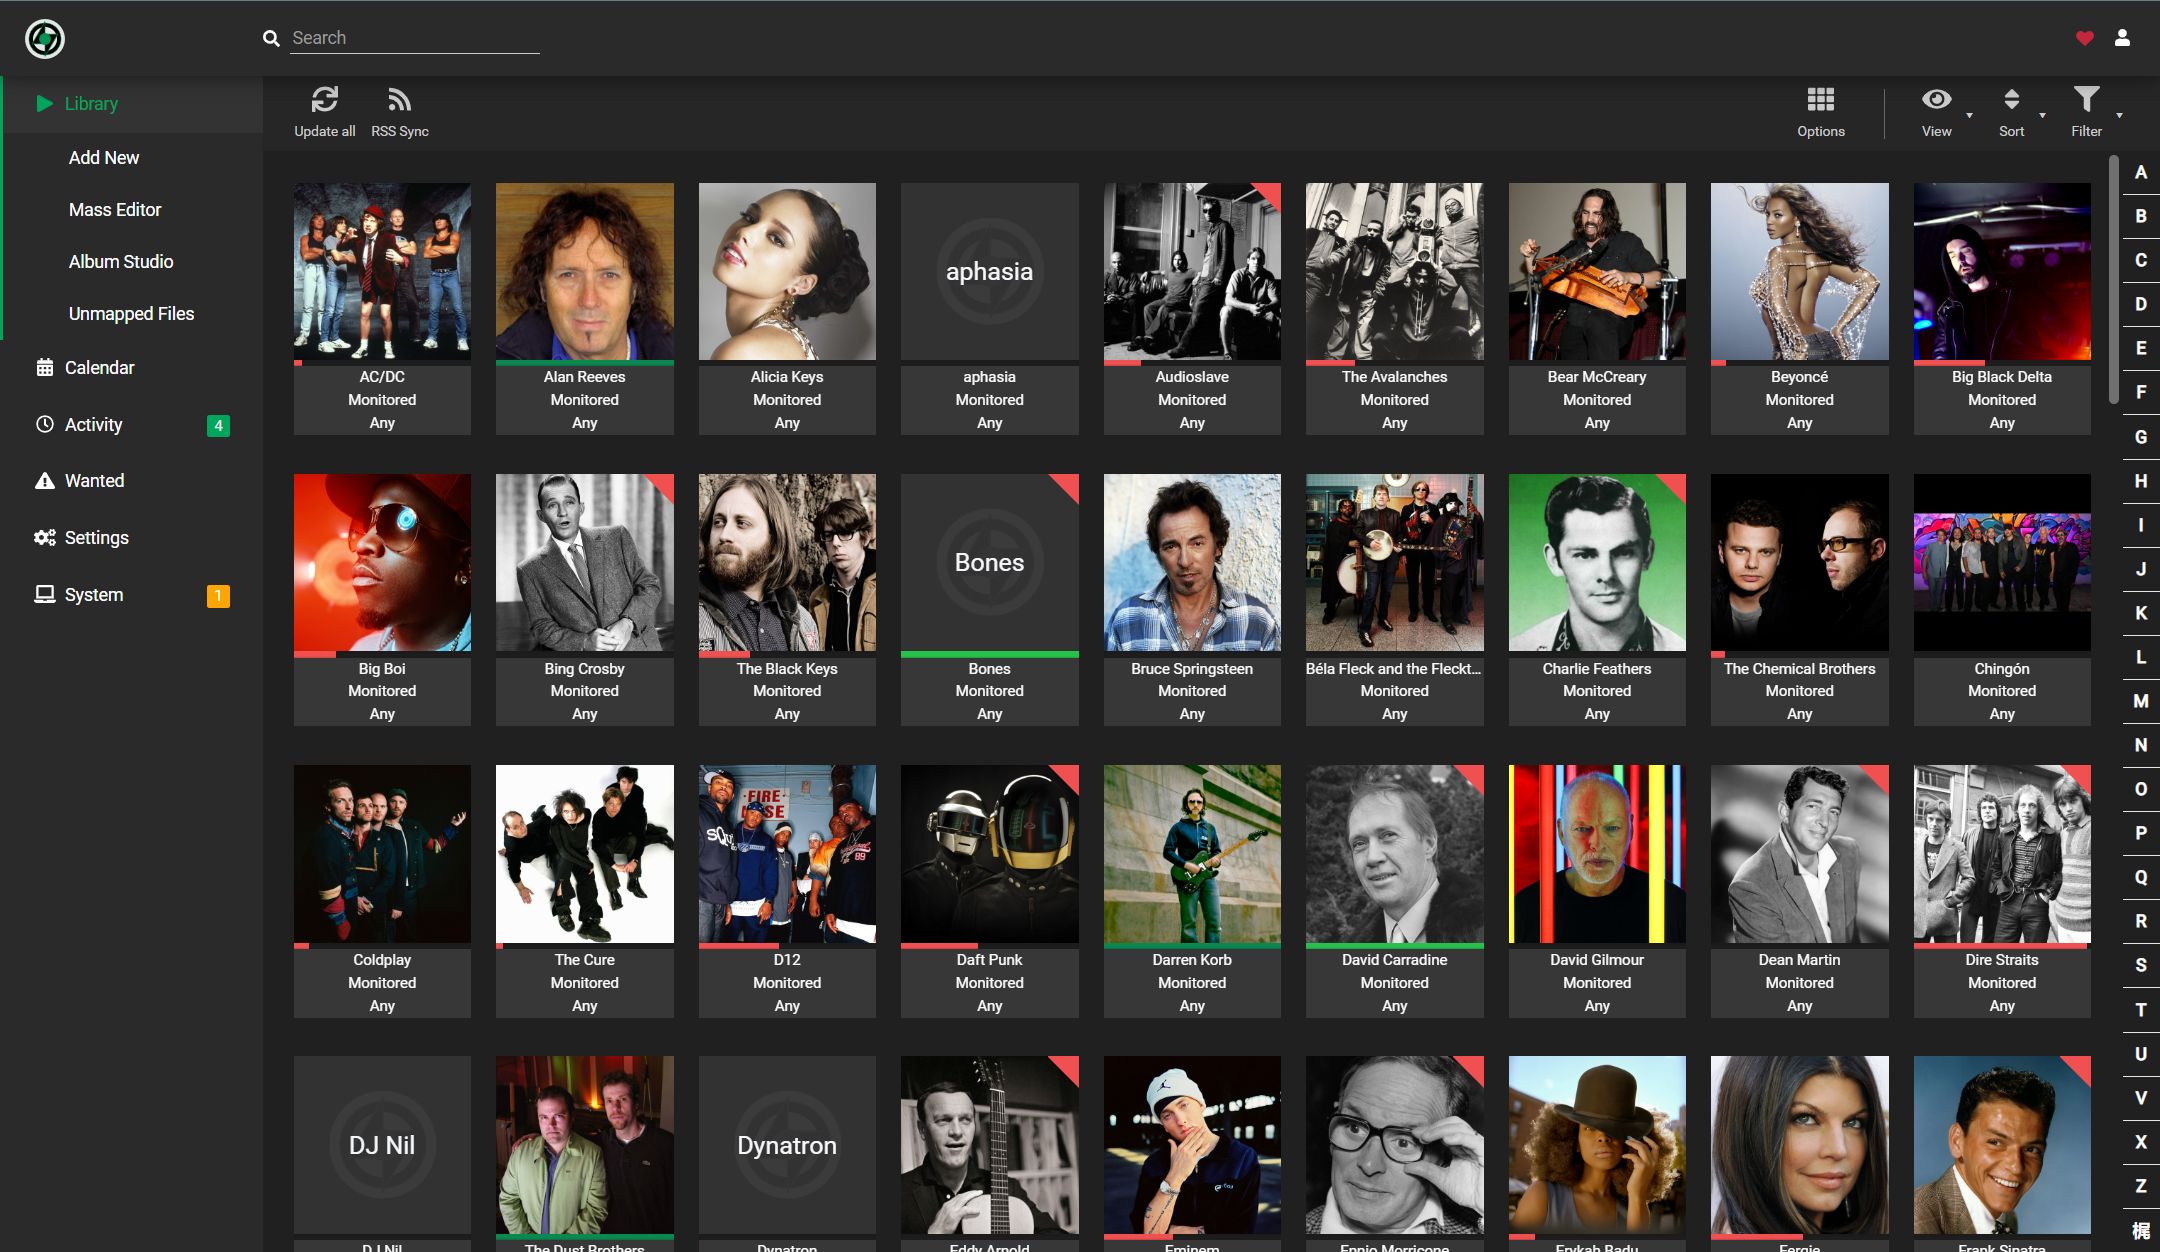 Search
Library
Add New
Mass Editor
Album Studio
Unmapped Files
Calendar
Activity 4
Wanted
Settings
System 1
Update all
RSS Sync
Options
View
Sort
Filter
aphasia
AC/DC
Monitored
Any
Alan Reeves
Monitored
Any
Alicia Keys
Monitored
Any
aphasia
Monitored
Any
Audioslave
Monitored
Any
The Avalanches
Monitored
Any
Bear McCreary
Monitored
Any
Beyoncé
Monitored
Any
Big Black Delta
Monitored
Any
Bones
Big Boi
Monitored
Any
Bing Crosby
Monitored
Any
The Black Keys
Monitored
Any
Bones
Monitored
Any
Bruce Springsteen
Monitored
Any
Béla Fleck and the Fleckt...
Monitored
Any
Charlie Feathers
Monitored
Any
The Chemical Brothers
Monitored
Any
Chingón
Monitored
Any
FIRE
Coldplay
Monitored
Any
The Cure
Monitored
Any
D12
Monitored
Any
Daft Punk
Monitored
Any
Darren Korb
Monitored
Any
David Carradine
Monitored
Any
David Gilmour
Monitored
Any
Dean Martin
Monitored
Any
Dire Straits
Monitored
Any
DJ Nil
Dynatron
DJ Nil
The Dust Brothers
Dynatron
Eddy Arnold
Eminem
Ennio Morricone
Erykah Badu
Fergie
Frank Sinatra
A
B
C
D
E
F
G
H
I
J
K
L
M
N
O
P
Q
R
S
T
U
V
X
Z
梶